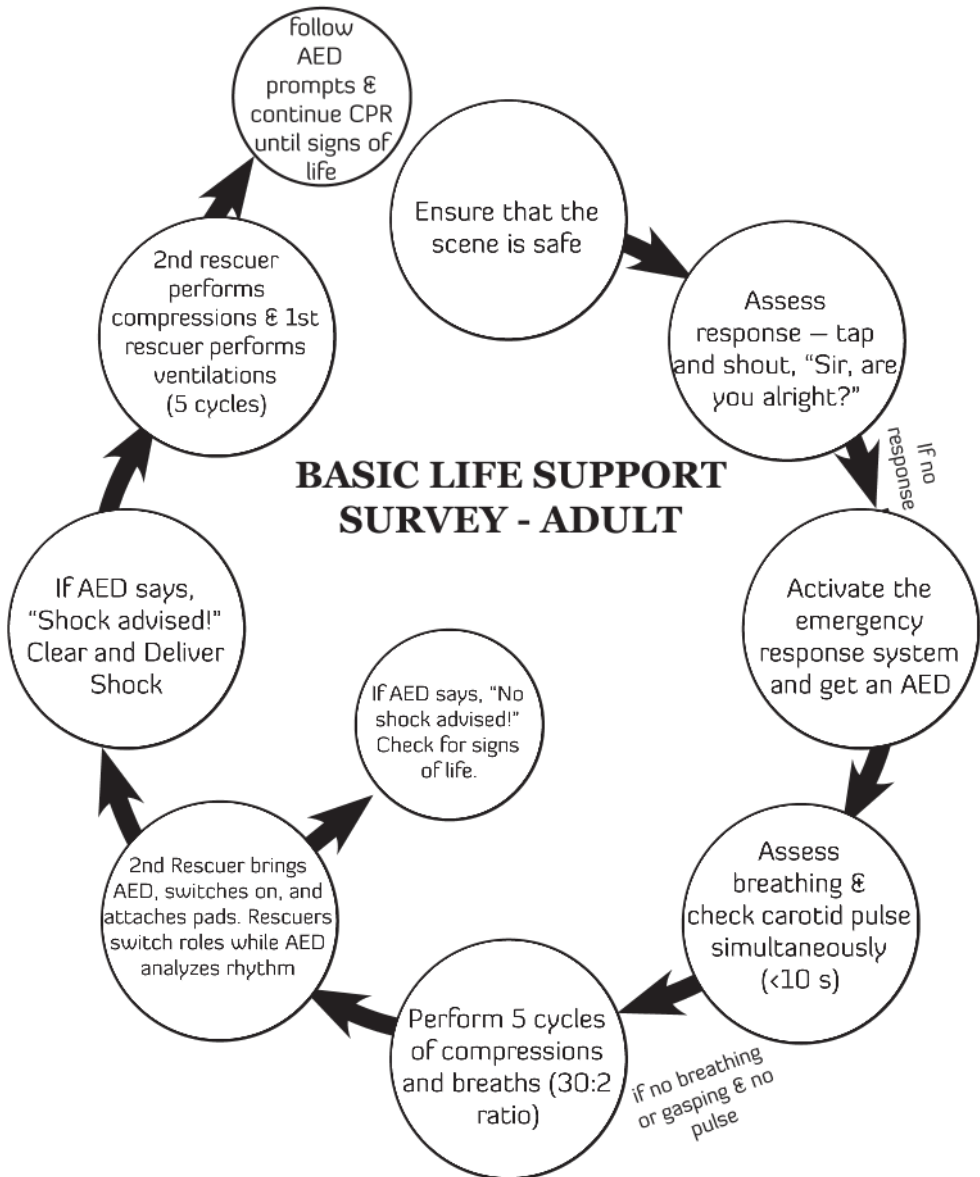 BASIC LIFE SUPPORT
SURVEY - ADULT
Ensure that the
scene is safe
Assess
response – tap
and shout, “Sir, are
you alright?”
If no
response
Activate the
emergency
response system
and get an AED
Assess
breathing &
check carotid pulse
simultaneously
(<10 s)
if no breathing
or gasping & no
pulse
Perform 5 cycles
of compressions
and breaths (30:2
ratio)
2nd Rescuer brings
AED, switches on, and
attaches pads. Rescuers
switch roles while AED
analyzes rhythm
If AED says, “No
shock advised!”
Check for signs
of life.
If AED says,
“Shock advised!”
Clear and Deliver
Shock
2nd rescuer
performs
compressions & 1st
rescuer performs
ventilations
(5 cycles)
follow
AED
prompts &
continue CPR
until signs of
life